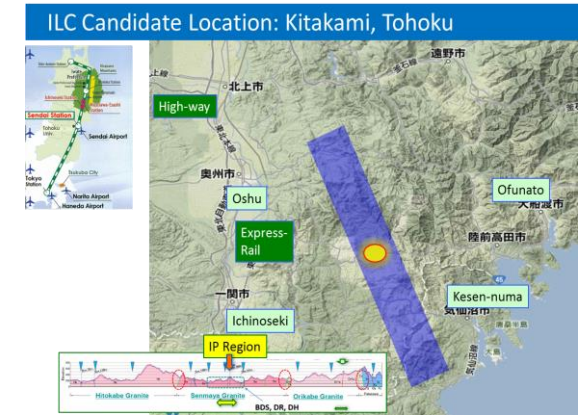 ILC Candidate Location: Kitakami, Tohoku
遠野市
北上市
High-way
Sendai Station
Tohoku
Univ.
Sendai Airport
Tokyo
Station
Narita Airport
Haneda Airport
奥州市
Oshu
Ofunato
大船渡市
Express-
Rail
陸前高田市
45
Kesen-numa
気仙沼市
一関市
Ichinoseki
IP Region
Hitokabe Granite
Senmaya Granite
Orikabe Granite
BDS, DR, DH